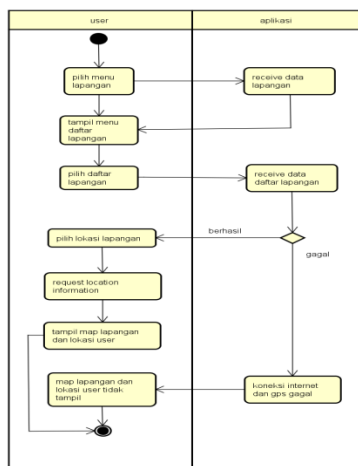 user
aplikasi
pilih menu
lapangan
receive data
lapangan
tampil menu
daftar
lapangan
pilih daftar
lapangan
receive data
daftar lapangan
berhasil
pilih lokasi lapangan
gagal
request location
information
tampil map lapangan
dan lokasi user
map lapangan dan
lokasi user tidak
tampil
koneksi internet
dan gps gagal